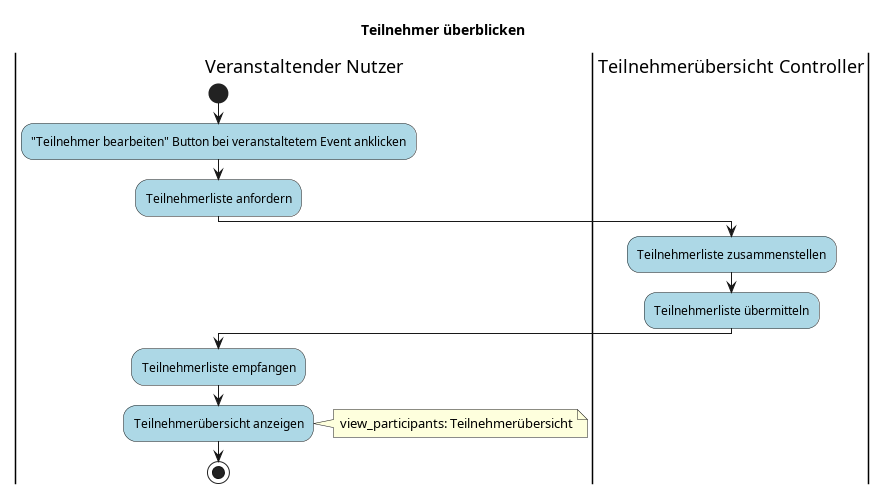 Teilnehmer überblicken
Veranstaltender Nutzer
Teilnehmerübersicht Controller
"Teilnehmer bearbeiten" Button bei veranstaltetem Event anklicken
Teilnehmerliste anfordern
Teilnehmerliste zusammenstellen
Teilnehmerliste übermitteln
Teilnehmerliste empfangen
Teilnehmerübersicht anzeigen
view_participants: Teilnehmerübersicht